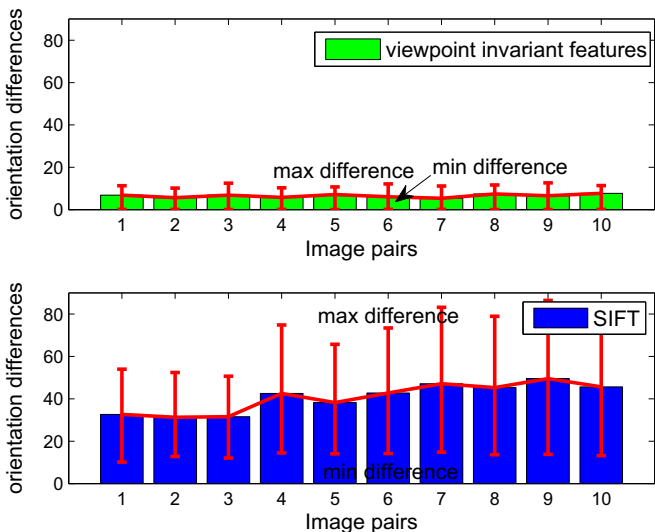 orientation differences
80
60
40
20
0
viewpoint invariant features
max difference
min difference
1 2 3 4 5 6 7 8 9 10
Image pairs
orientation differences
80
60
40
20
0
max difference
SIFT
min difference
1 2 3 4 5 6 7 8 9 10
Image pairs